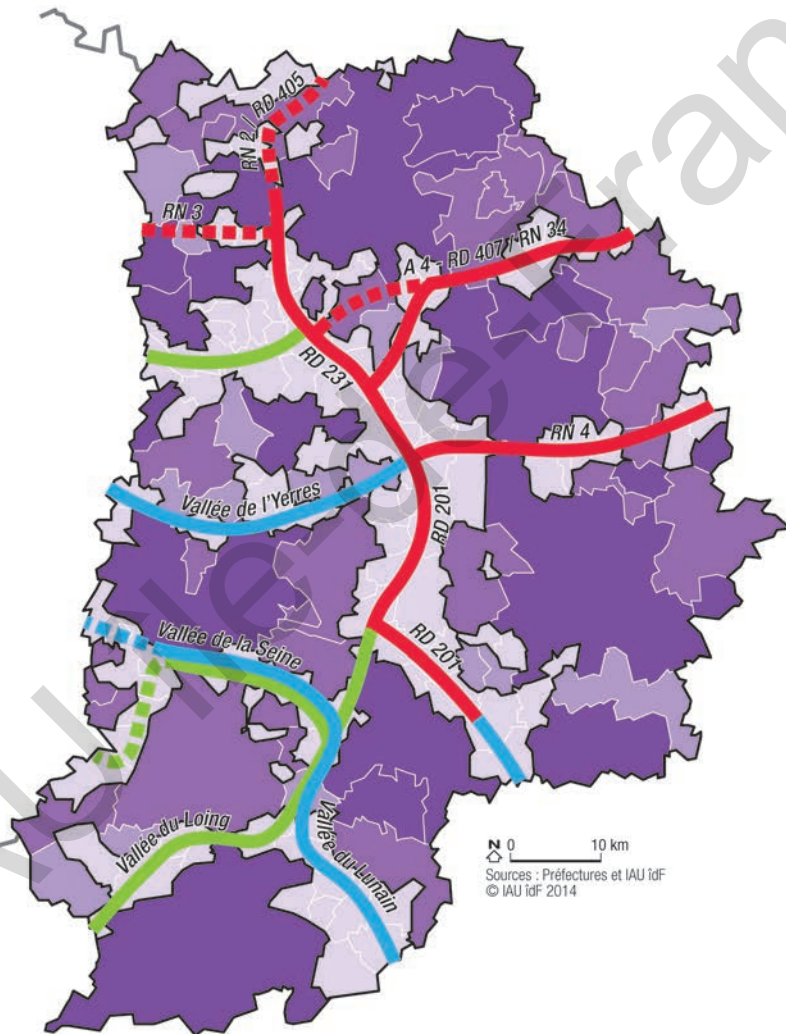 RN 2 / RD 405
RN 3
A 4 - RD 407 / RN 34
RD 231
RN 4
Vallée de l'Yerres
RD 201
Vallée de la Seine
RD 201
Vallée du Loing
Vallée du Lunain
N 0 10 km
Sources : Préfectures et IAU îdF
© IAU îdF 2014